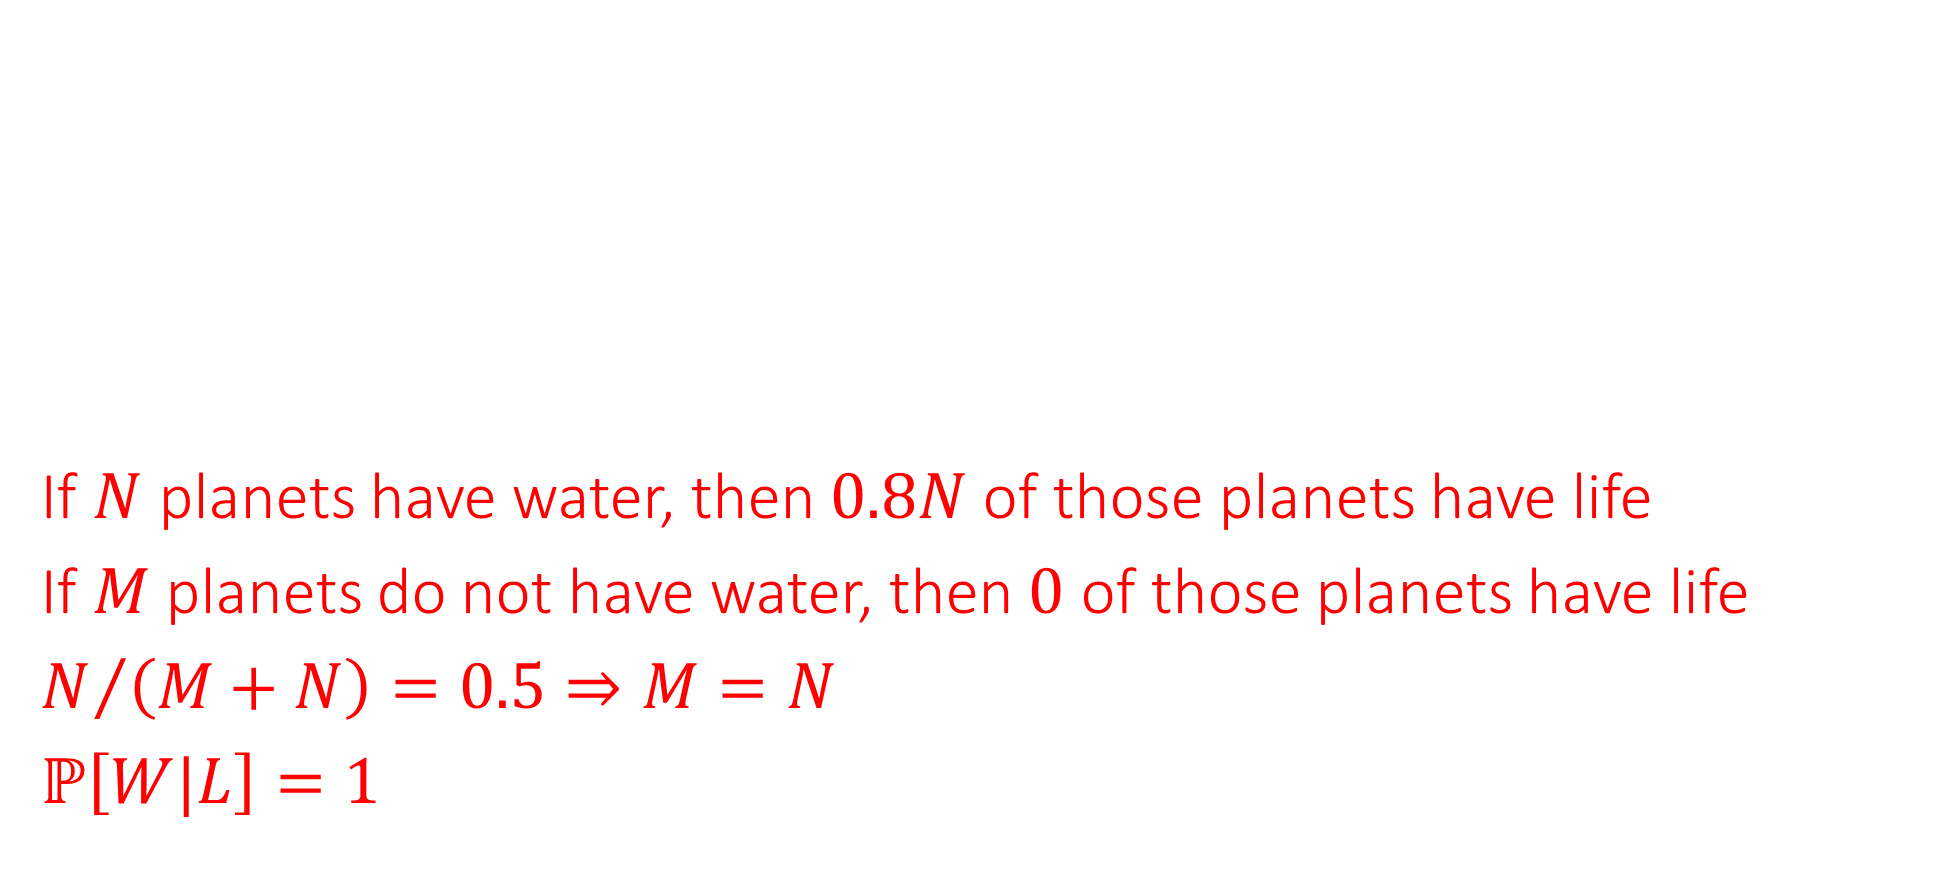 If N planets have water, then 0.8N of those planets have life
If M planets do not have water, then 0 of those planets have life
N/(M + N) = 0.5 ⇒ M = N
ℙ[W|L] = 1